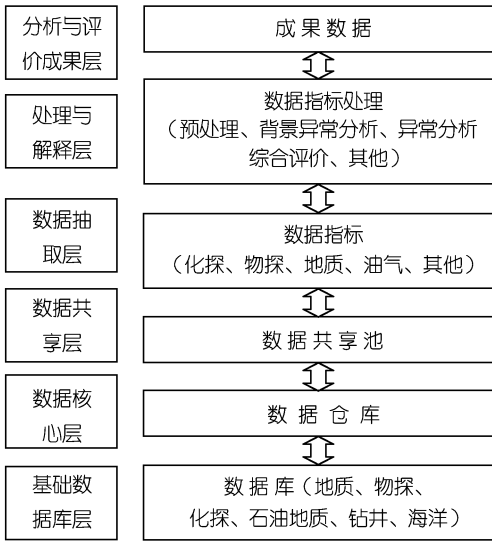 分析与评
价成果层
成果数据
处理与
解释层
数据指标处理
（预处理、背景异常分析、异常分析
综合评价、其他）
数据抽
取层
数据指标
（化探、物探、地质、油气、其他）
数据共
享层
数据共享池
数据核
心层
数据仓库
基础数
据库层
数据库（地质、物探、
化探、石油地质、钻井、海洋）